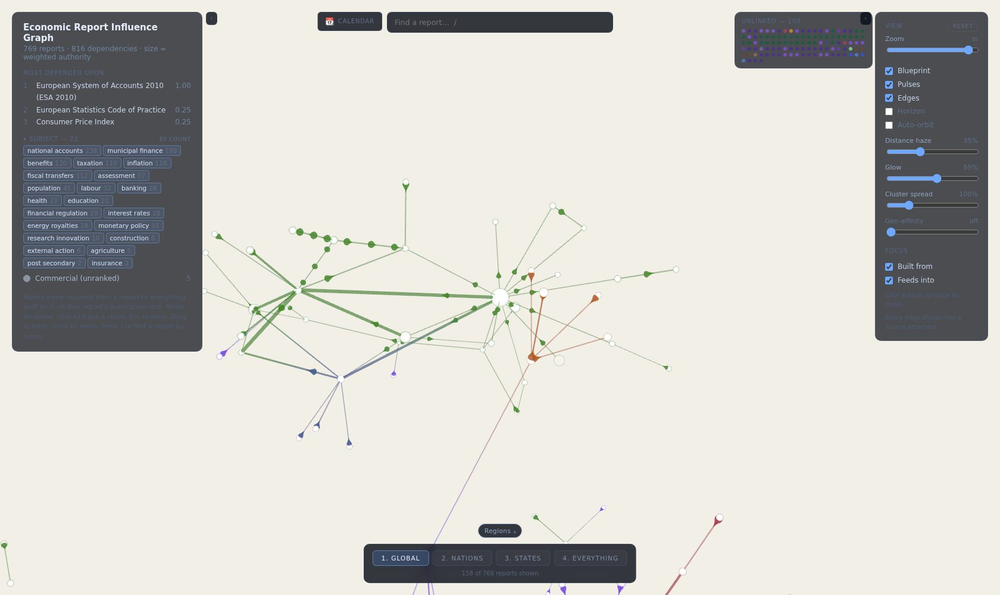 Economic Report Influence
Graph
769 reports · 816 dependencies · size =
weighted authority
MOST DEPENDED UPON
1 European System of Accounts 2010 1.00
(ESA 2010)
2 European Statistics Code of Practice 0.25
3 Consumer Price Index 0.25
▾ SUBJECT — 22 BY COUNT
national accounts 238 municipal finance 189
benefits 120 taxation 119 inflation 116
fiscal transfers 112 assessment 57
population 45 labour 32 banking 28
health 23 education 21
financial regulation 19 interest rates 18
energy royalties 18 monetary policy 15
research innovation 10 construction 6
external action 6 agriculture 5
post secondary 2 insurance 2
Commercial (unranked) 5
Pulses travel outward from a report to everything
built on it, at that report's publication rate. Hover
for detail, click to trace a chain. Esc to clear. Drag
to orbit, scroll to zoom. Press / to find a report by
name.
‹
📆 CALENDAR
Find a report... /
UNLINKED — 109
›
VIEW RESET
Zoom in
Blueprint
Pulses
Edges
Horizon
Auto-orbit
Distance haze 35%
Glow 55%
Cluster spread 100%
Geo-affinity off
FOCUS
Built from
Feeds into
Click a node to trace its
chain.
Every edge shown has a
source attached.
Regions ▴
1. GLOBAL 2. NATIONS 3. STATES 4. EVERYTHING
158 of 769 reports shown